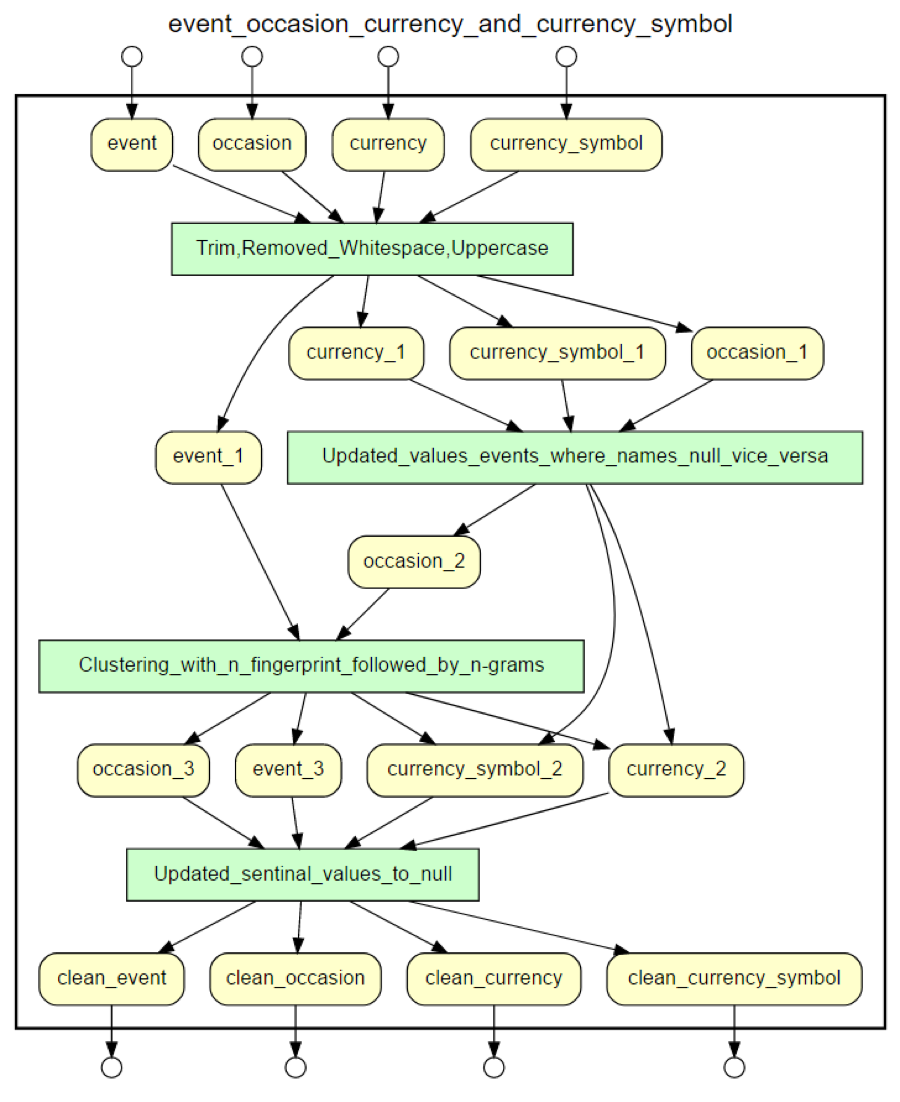 event_occasion_currency_and_currency_symbol
event
occasion
currency
currency_symbol
Trim,Removed_Whitespace,Uppercase
currency_1
currency_symbol_1
occasion_1
event_1
Updated_values_events_where_names_null_vice_versa
occasion_2
Clustering_with_n_fingerprint_followed_by_n-grams
occasion_3
event_3
currency_symbol_2
currency_2
Updated_sentinal_values_to_null
clean_event
clean_occasion
clean_currency
clean_currency_symbol